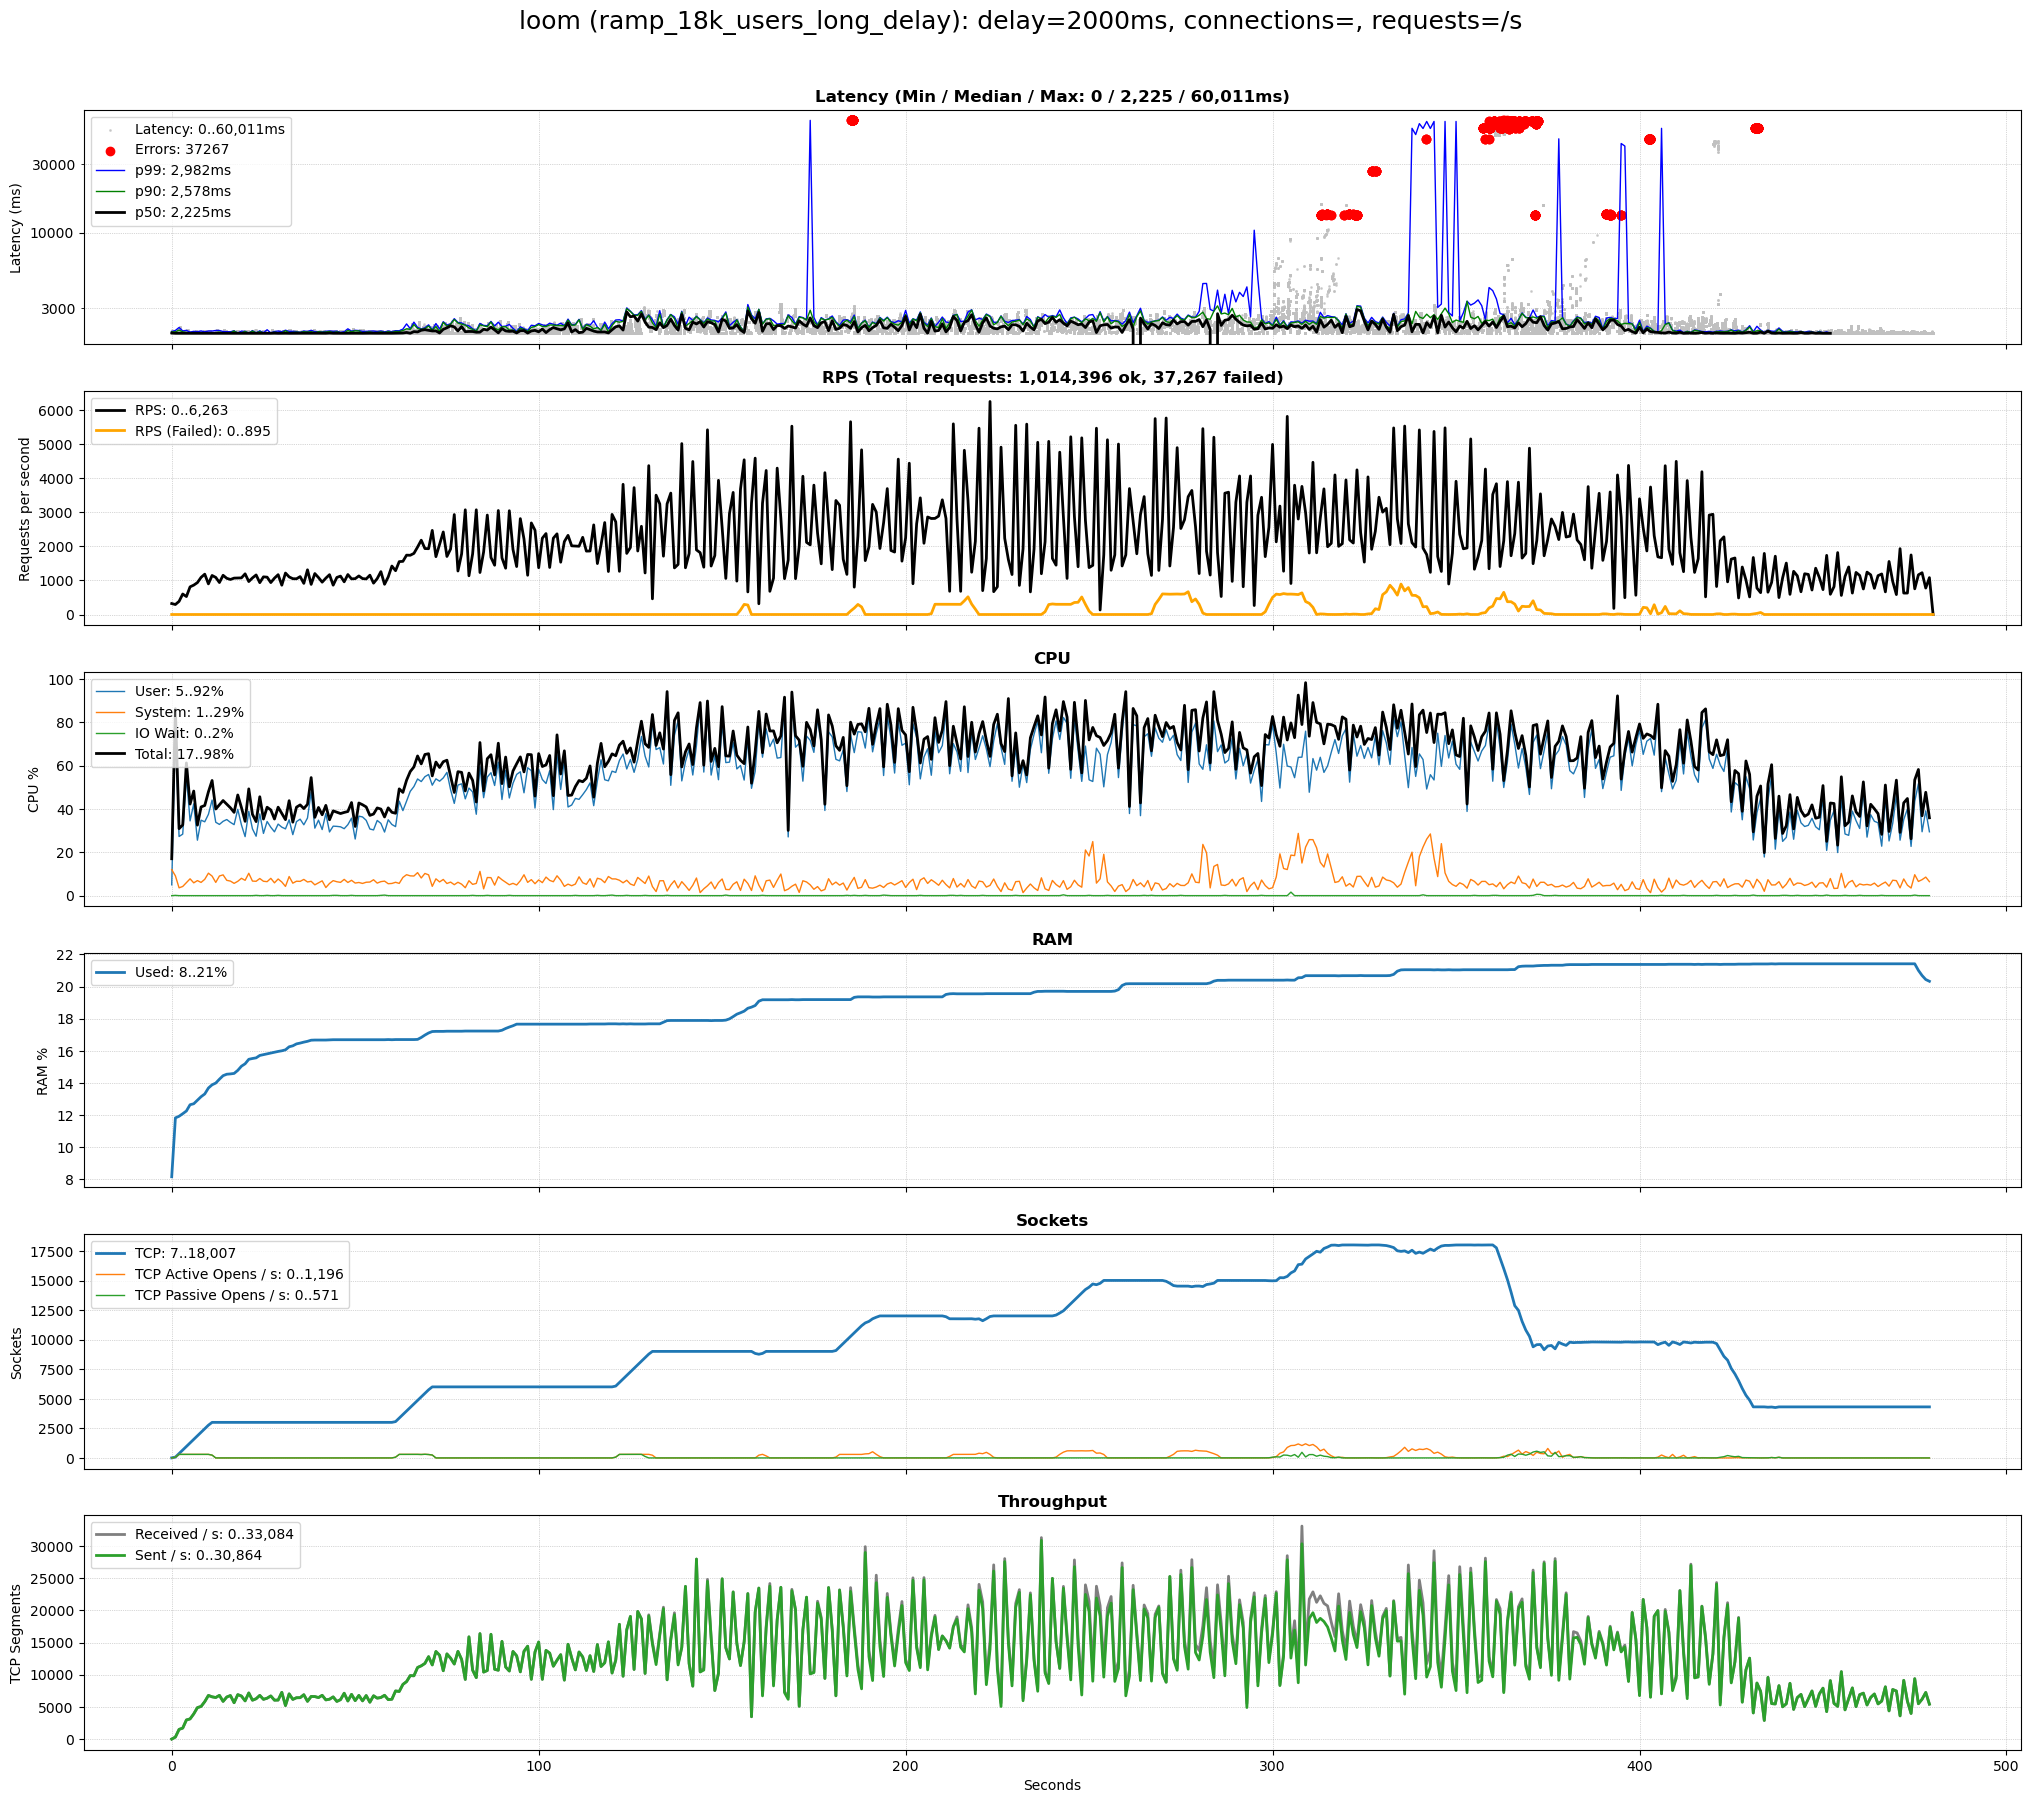 loom (ramp_18k_users_long_delay): delay=2000ms, connections=, requests=/s
Latency (Min / Median / Max: 0 / 2,225 / 60,011ms)
Latency: 0..60,011ms
Errors: 37267
p99: 2,982ms
p90: 2,578ms
p50: 2,225ms
30000
10000
3000
Latency (ms)
RPS (Total requests: 1,014,396 ok, 37,267 failed)
RPS: 0..6,263
RPS (Failed): 0..895
6000
5000
4000
3000
2000
1000
0
Requests per second
CPU
User: 5..92%
System: 1..29%
IO Wait: 0..2%
Total: 17..98%
100
80
60
40
20
0
CPU %
RAM
Used: 8..21%
22
20
18
16
14
12
10
8
RAM %
Sockets
TCP: 7..18,007
TCP Active Opens / s: 0..1,196
TCP Passive Opens / s: 0..571
17500
15000
12500
10000
7500
5000
2500
0
Sockets
Throughput
Received / s: 0..33,084
Sent / s: 0..30,864
30000
25000
20000
15000
10000
5000
0
TCP Segments
0
100
200
300
400
500
Seconds